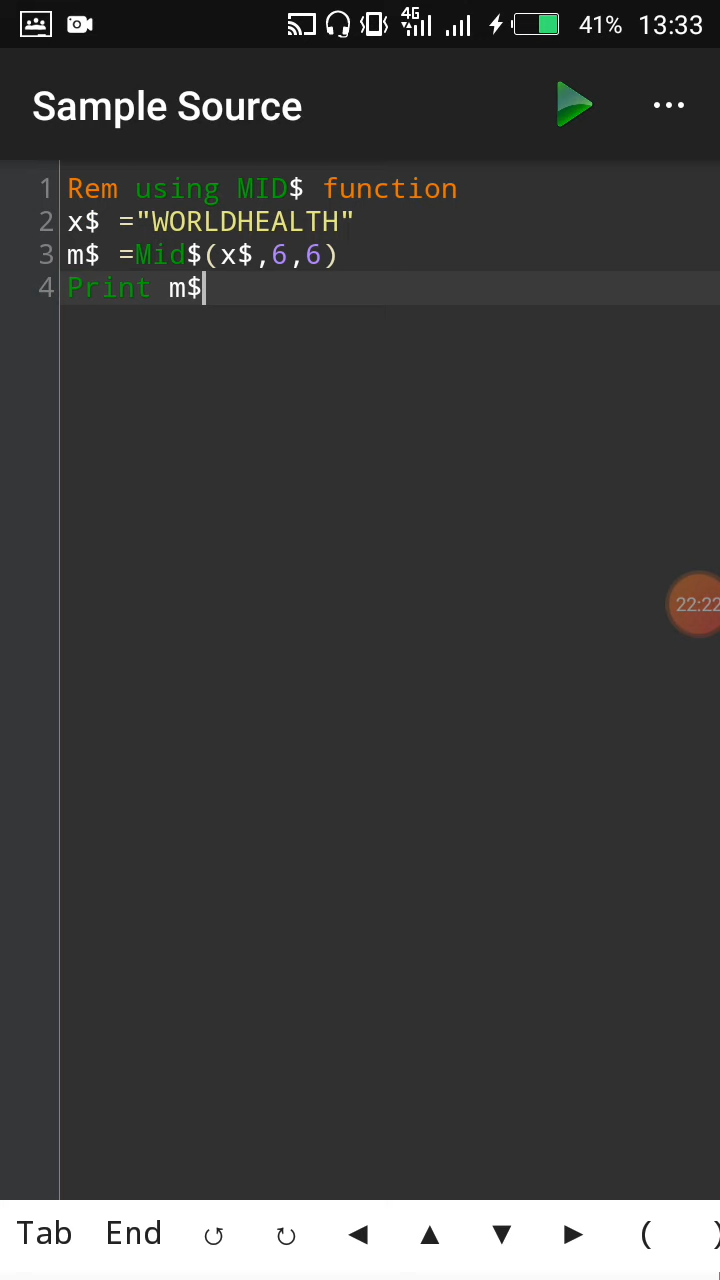 4G 41% 13:33
Sample Source
1 Rem using MID$ function
2 x$ ="WORLDHEALTH"
3 m$ =Mid$(x$,6,6)
4 Print m$
22:22
Tab End ↺ ↻ ◀ ▲ ▼ ▶ ( )